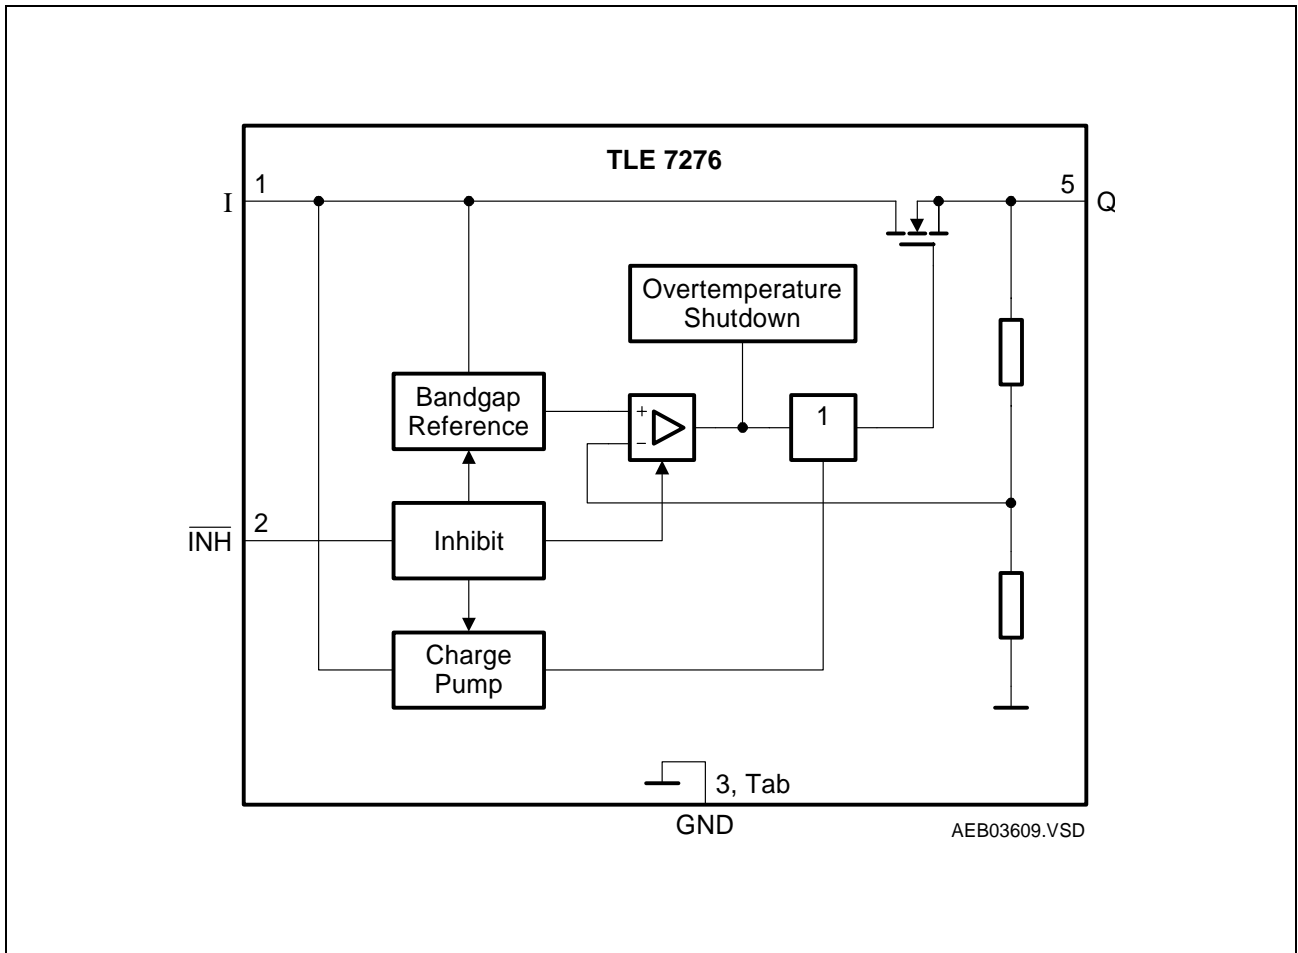 TLE 7276
1
5
I
Q
Overtemperature
Shutdown
Bandgap
Reference
+
−
1
2
INH
Inhibit
Charge
Pump
3, Tab
GND
AEB03609.VSD